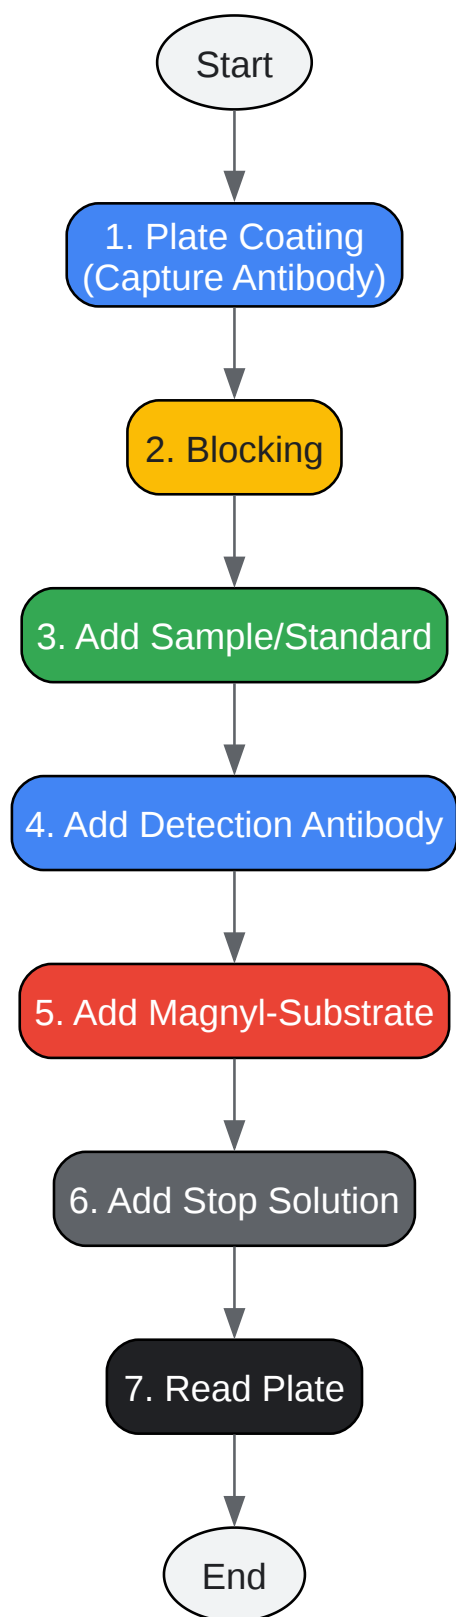 Start
1. Plate Coating
(Capture Antibody)
2. Blocking
3. Add Sample/Standard
4. Add Detection Antibody
5. Add Magnyl-Substrate
6. Add Stop Solution
7. Read Plate
End